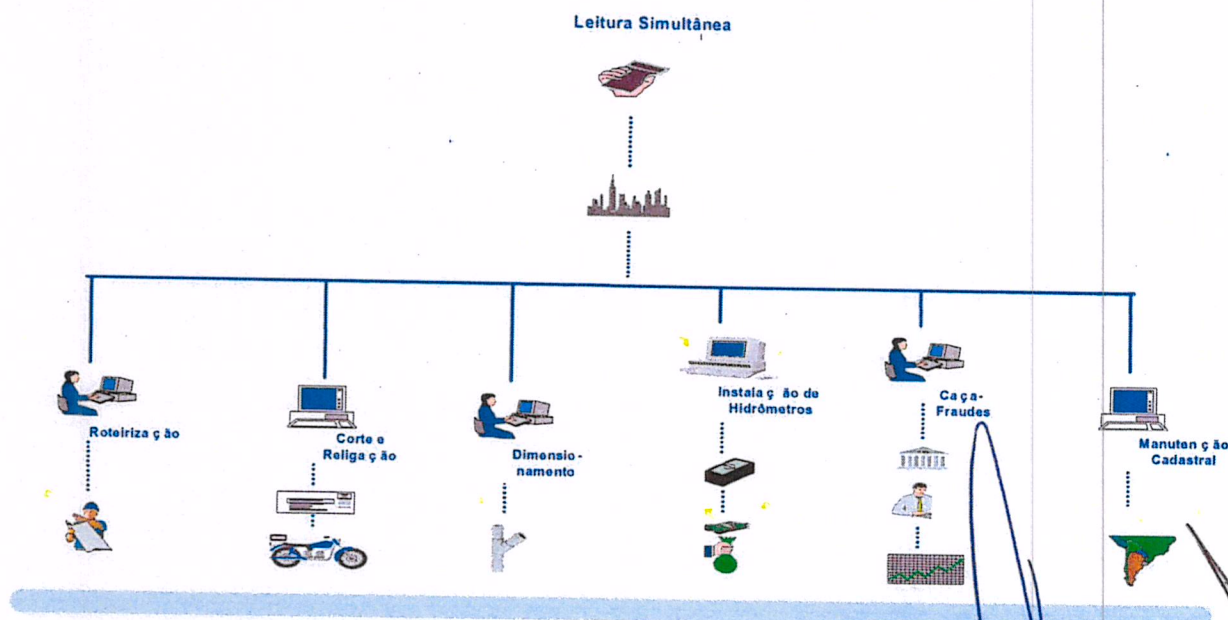 Leitura Simultânea
Roteiriza ç ão
Corte e
Religa ç ão
Dimensio -
namento
Instala ç ão de
Hidrômetros
Ca ç a-
Fraudes
Manuten ç ão
Cadastral